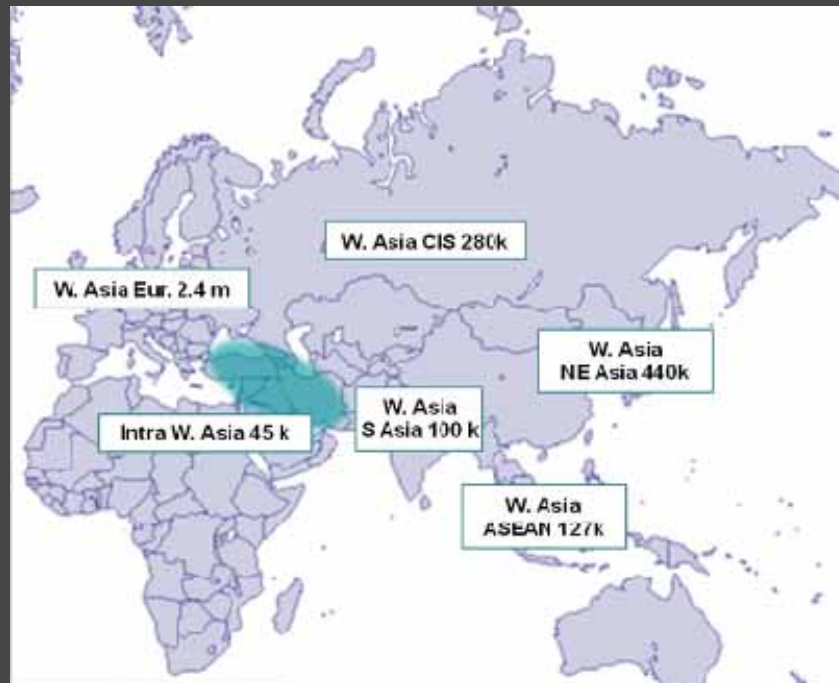 W. Asia CIS 280k
W. Asia Eur. 2.4 m
W. Asia
NE Asia 440k
W. Asia
S Asia 100 k
Intra W. Asia 45 k
W. Asia
ASEAN 127k